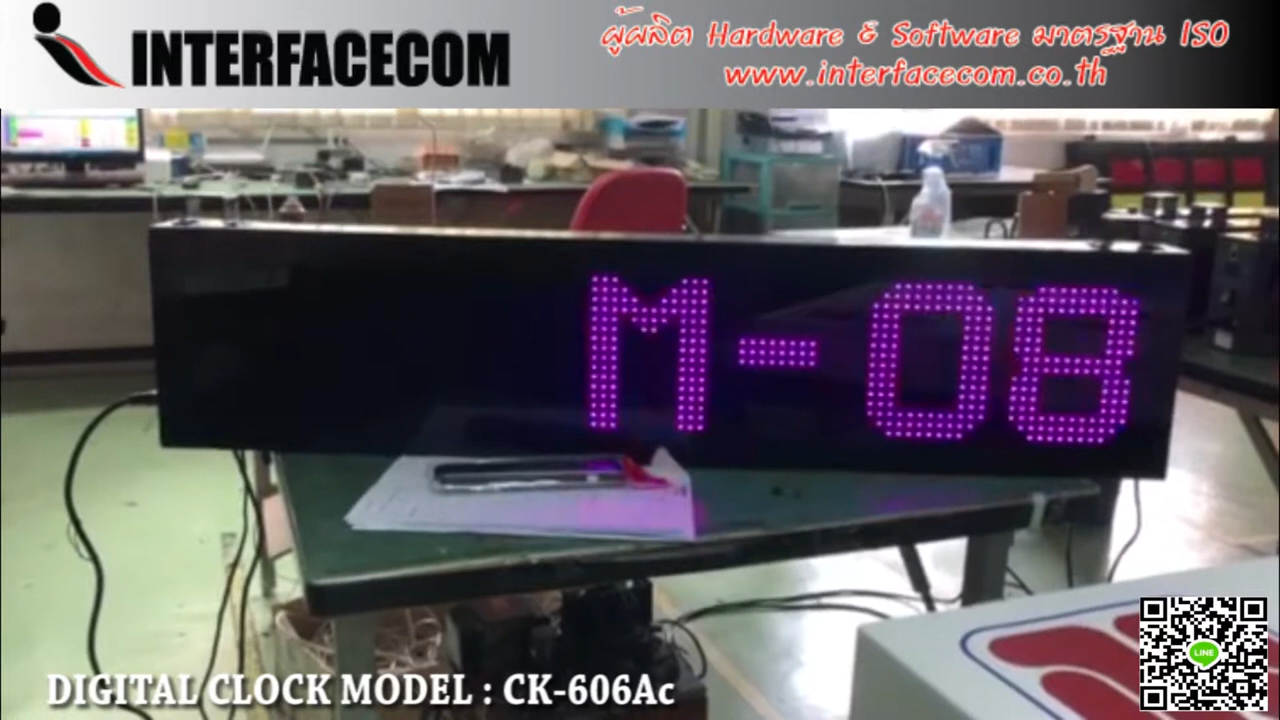 INTERFACECOM
ผู้ผลิต Hardware & Software มาตรฐาน ISO
www.interfacecom.co.th
M-08
DIGITAL CLOCK MODEL : CK-606Ac
LINE